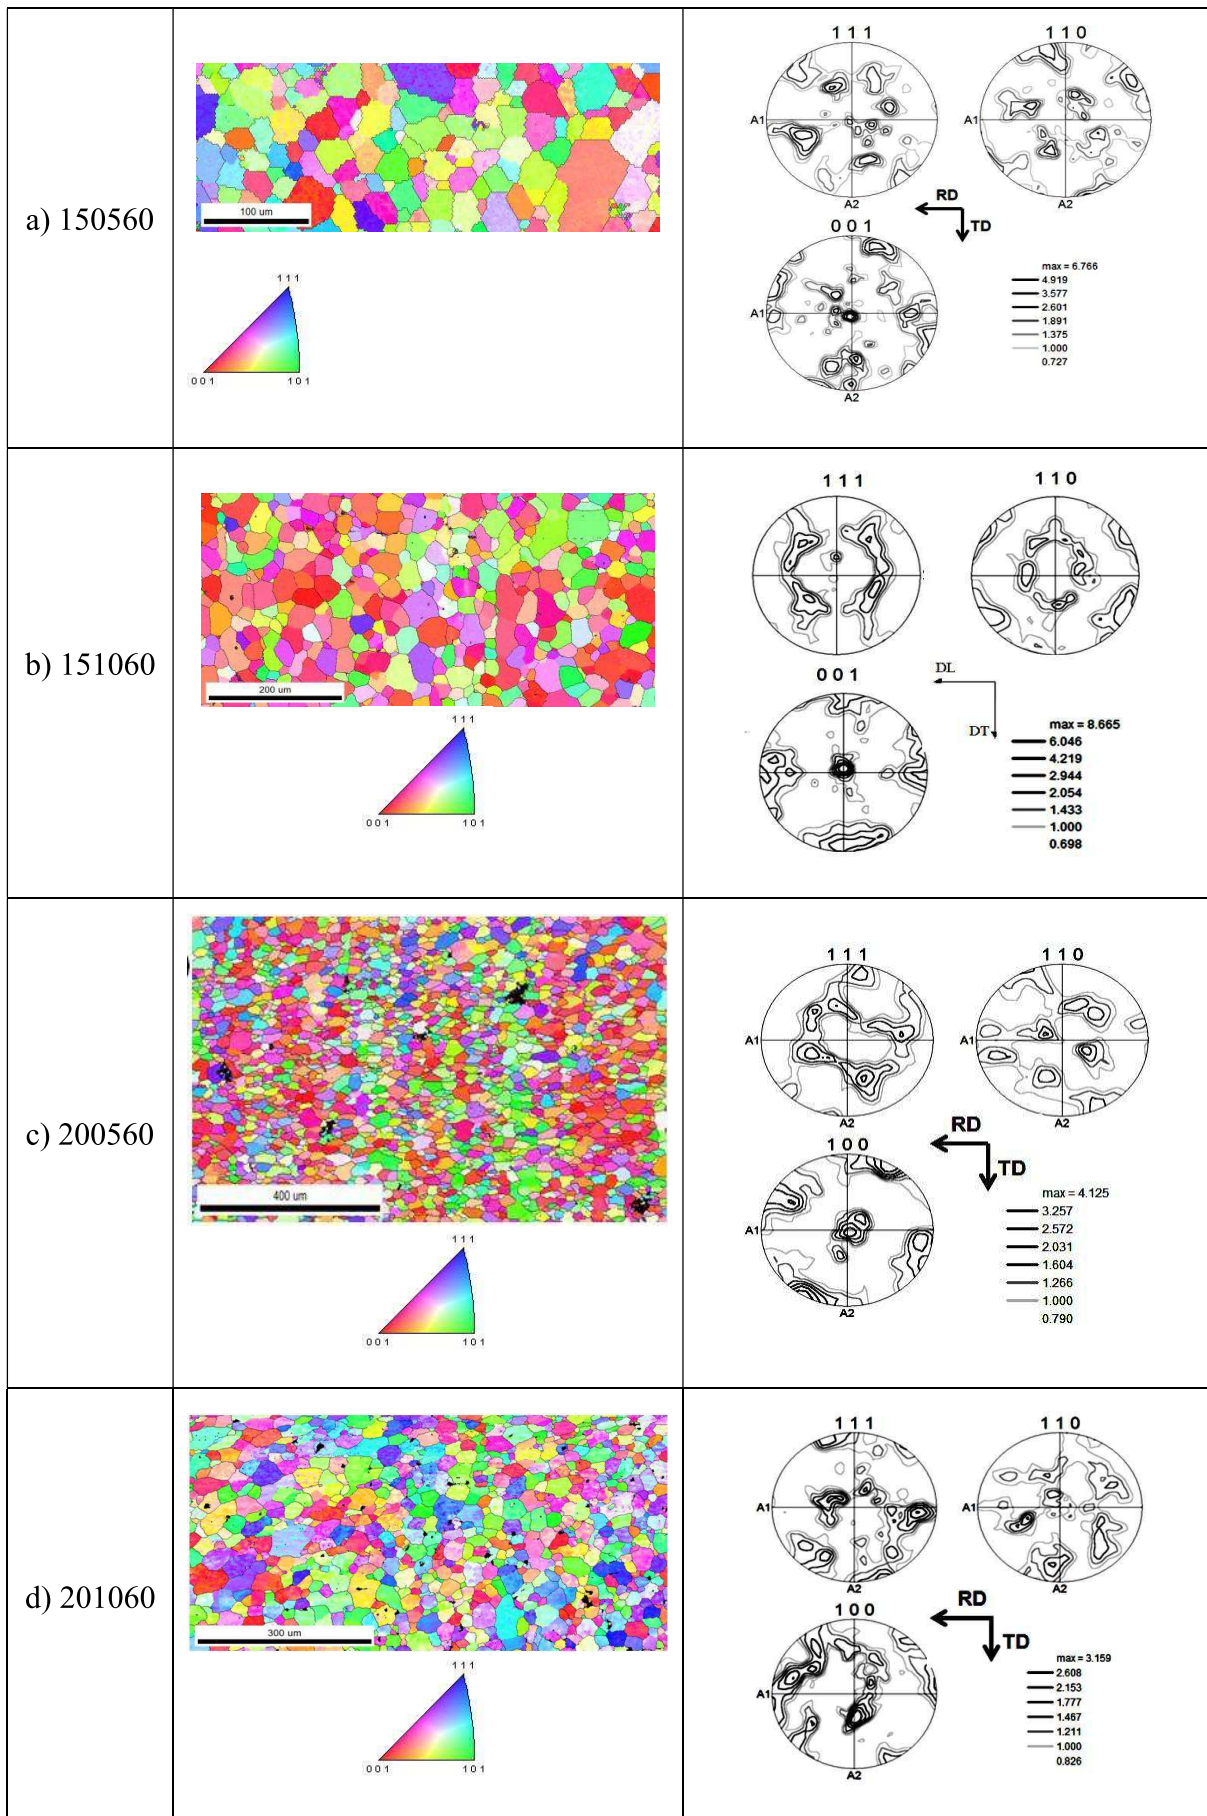 a) 150560
100 um
1 1 1
0 0 1
1 0 1
1 1 1
1 1 0
A1
A1
A2
A2
RD
TD
0 0 1
A1
A2
max = 6.766
4.919
3.577
2.601
1.891
1.375
1.000
0.727
b) 151060
200 um
1 1 1
0 0 1
1 0 1
1 1 1
1 1 0
0 0 1
DL
DT
max = 8.665
6.046
4.219
2.944
2.054
1.433
1.000
0.698
c) 200560
400 um
1 1 1
0 0 1
1 0 1
1 1 1
1 1 0
A1
A1
A2
A2
RD
TD
1 0 0
A1
A2
max = 4.125
3.257
2.572
2.031
1.604
1.266
1.000
0.790
d) 201060
300 um
1 1 1
0 0 1
1 0 1
1 1 1
1 1 0
A1
A1
A2
A2
RD
TD
1 0 0
A1
A2
max = 3.159
2.608
2.153
1.777
1.467
1.211
1.000
0.826